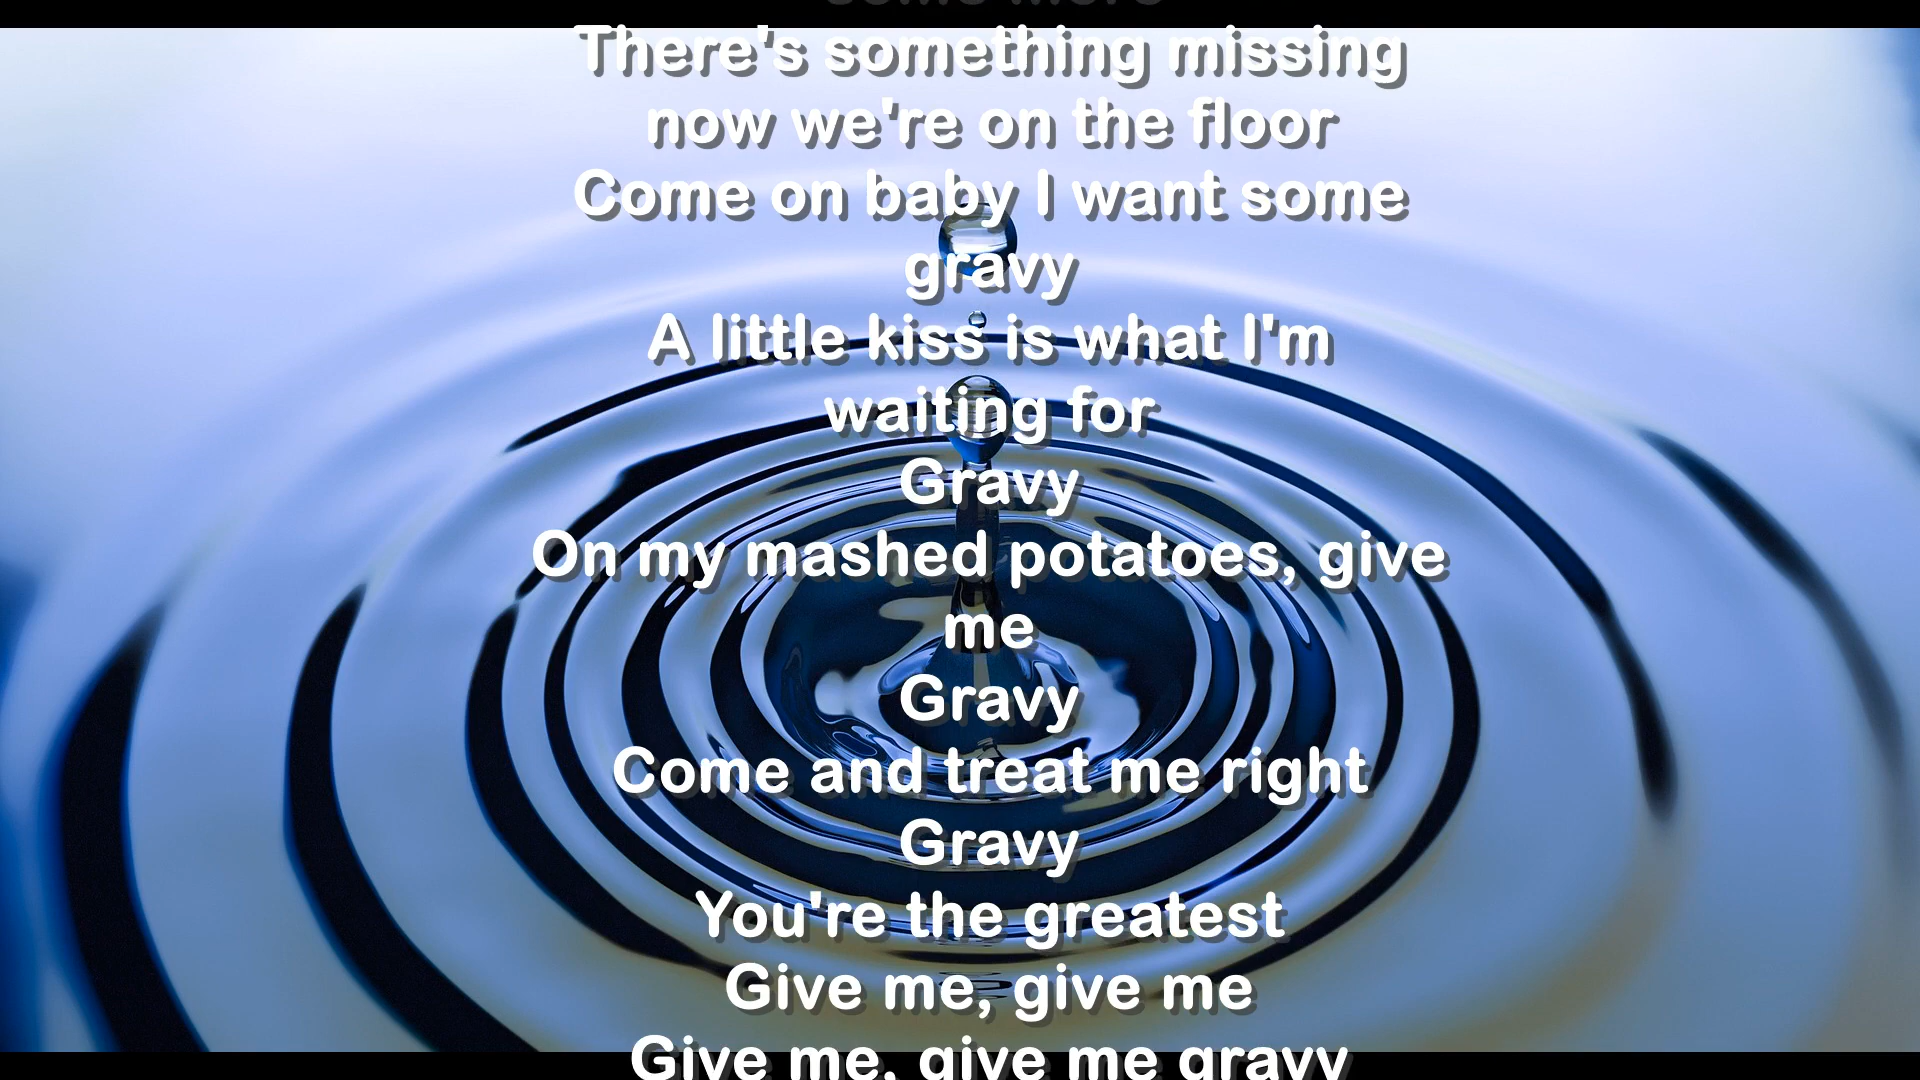 some more
There's something missing
now we're on the floor
Come on baby I want some
gravy
A little kiss is what I'm
waiting for
Gravy
On my mashed potatoes, give
me
Gravy
Come and treat me right
Gravy
You're the greatest
Give me, give me
Give me, give me gravy